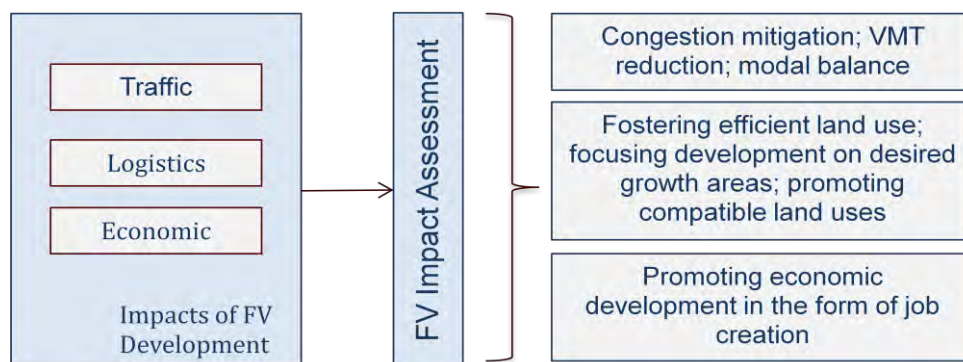 Traffic
Logistics
Economic
Impacts of FV
Development
FV Impact Assessment
Congestion mitigation; VMT
reduction; modal balance
Fostering efficient land use;
focusing development on desired
growth areas; promoting
compatible land uses
Promoting economic
development in the form of job
creation